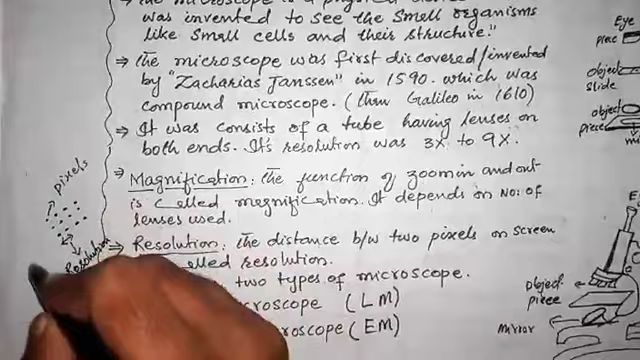 was invented to see the small organisms
like small cells and their structure."
⇒ The microscope was first discovered/invented
by "Zacharias Janssen" in 1590. which was
compound microscope. (then Galileo in 1610)
⇒ It was consists of a tube having lenses on
both ends. It's resolution was 3X to 9X.
⇒ Magnification: The function of zoomin and out
is called magnification. It depends on No: of
lenses used.
⇒ Resolution: the distance b/w two pixels on screen
called resolution.
two types of microscope.
(LM)
(EM)
pixels
Resolution
Eye
piece
object
slide
object
piece
object
piece
mirror